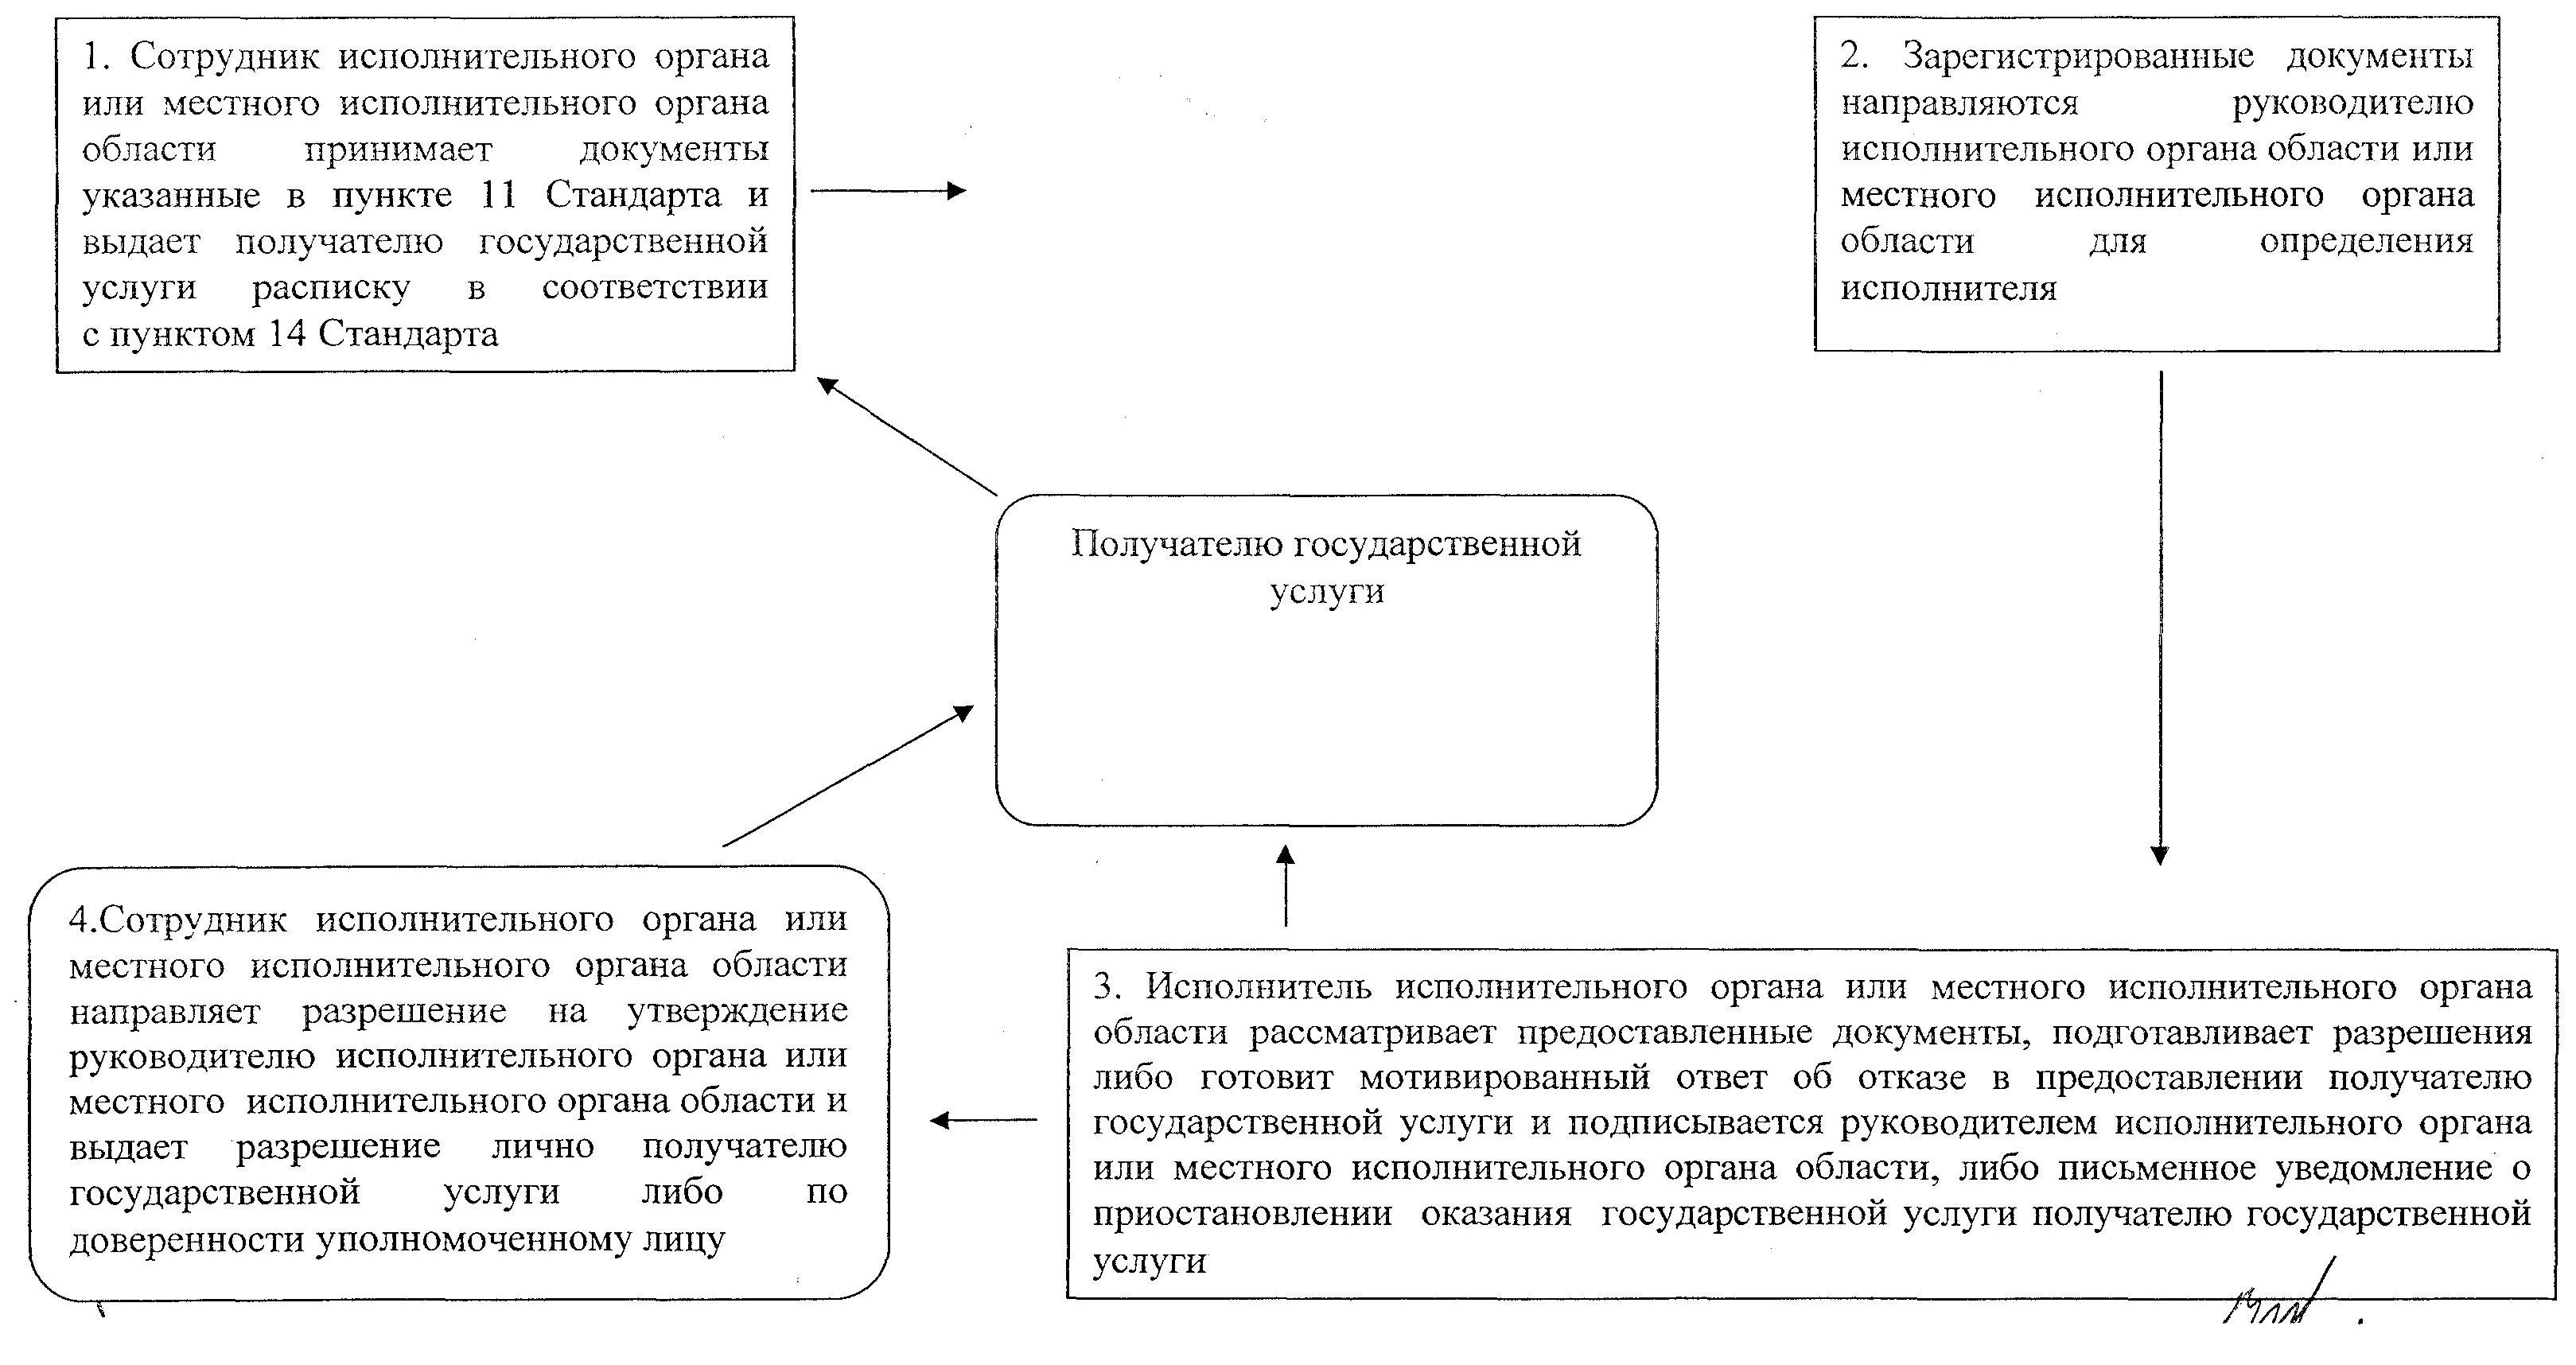 1. Сотрудник исполнительного органа
или местного исполнительного органа
области принимает документы
указанные в пункте 11 Стандарта и
выдает получателю государственной
услуги расписку в соответствии
с пунктом 14 Стандарта
2. Зарегистрированные документы
направляются руководителю
исполнительного органа области или
местного исполнительного органа
области для определения
исполнителя
Получателю государственной
услуги
4.Сотрудник исполнительного органа или
местного исполнительного органа области
направляет разрешение на утверждение
руководителю исполнительного органа или
местного исполнительного органа области и
выдает разрешение лично получателю
государственной услуги либо по
доверенности уполномоченному лицу
3. Исполнитель исполнительного органа или местного исполнительного органа
области рассматривает предоставленные документы, подготавливает разрешения
либо готовит мотивированный ответ об отказе в предоставлении получателю
государственной услуги и подписывается руководителем исполнительного органа
или местного исполнительного органа области, либо письменное уведомление о
приостановлении оказания государственной услуги получателю государственной
услуги